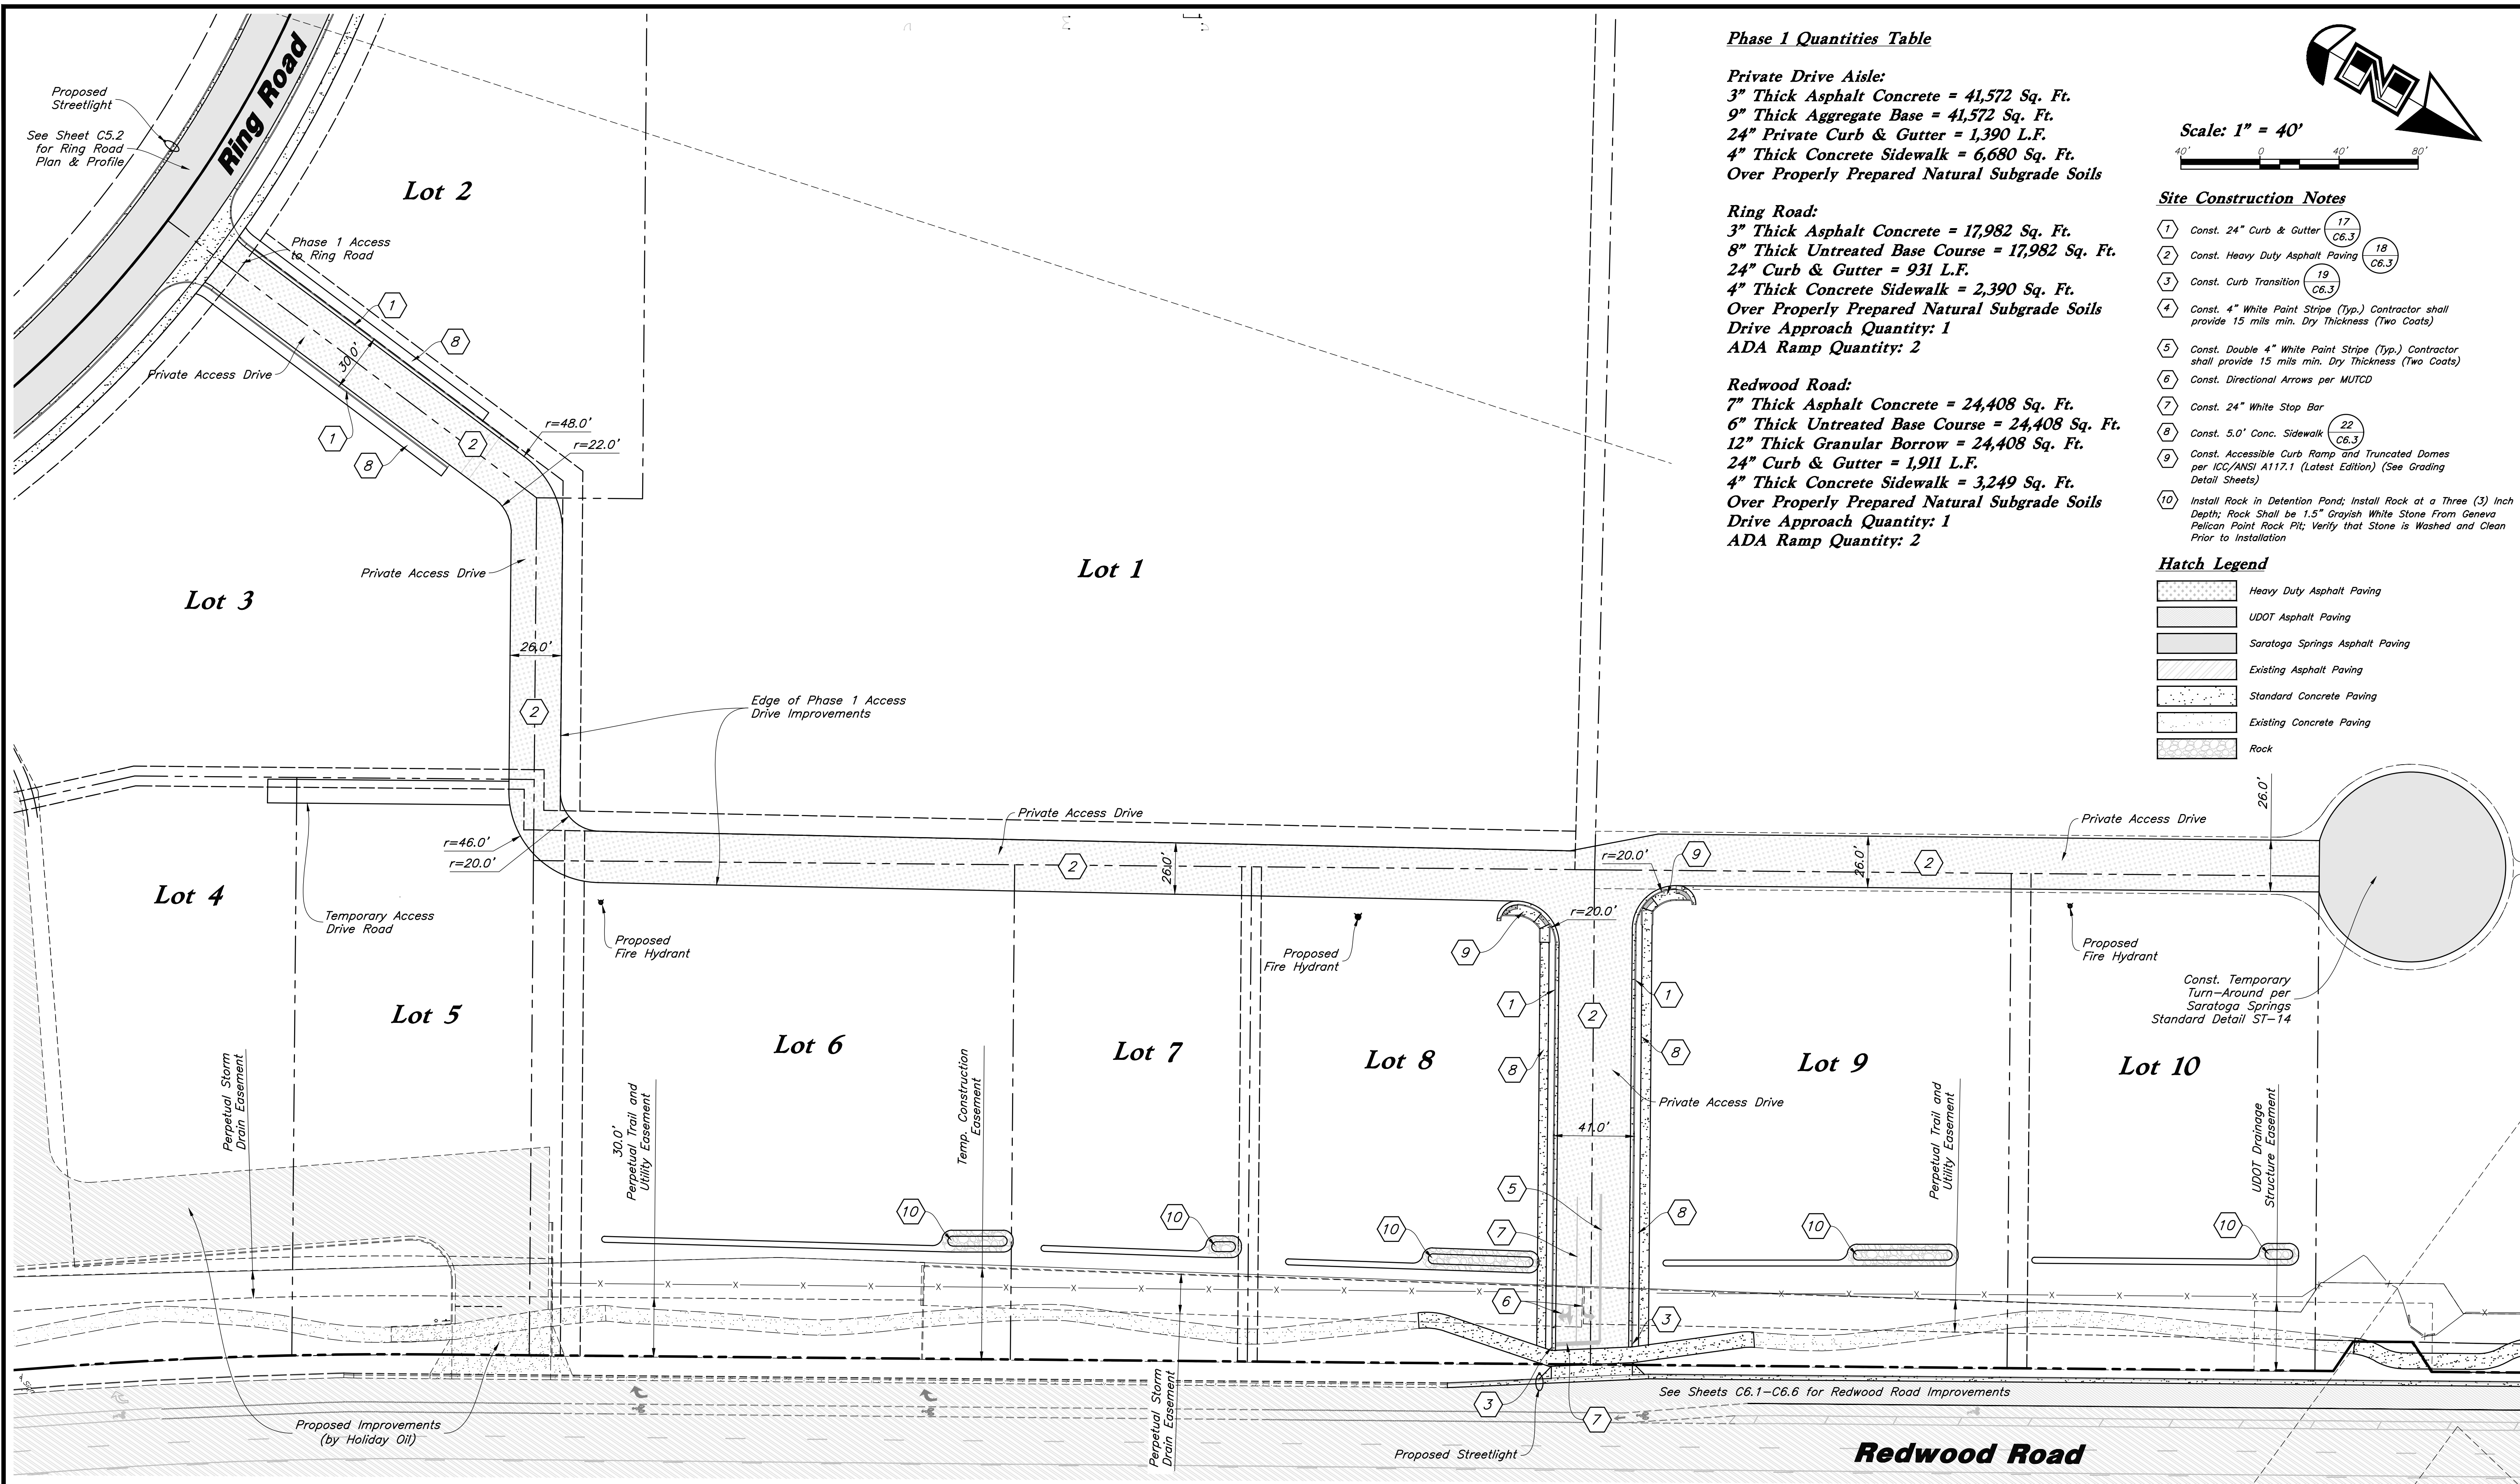 Phase 1 Quantities Table
Private Drive Aisle:
3" Thick Asphalt Concrete = 41,572 Sq. Ft.
9" Thick Aggregate Base = 41,572 Sq. Ft.
24" Private Curb & Gutter = 1,390 L.F.
4" Thick Concrete Sidewalk = 6,680 Sq. Ft.
Over Properly Prepared Natural Subgrade Soils
Ring Road:
3" Thick Asphalt Concrete = 17,982 Sq. Ft.
8" Thick Untreated Base Course = 17,982 Sq. Ft.
24" Curb & Gutter = 931 L.F.
4" Thick Concrete Sidewalk = 2,390 Sq. Ft.
Over Properly Prepared Natural Subgrade Soils
Drive Approach Quantity: 1
ADA Ramp Quantity: 2
Redwood Road:
7" Thick Asphalt Concrete = 24,408 Sq. Ft.
6" Thick Untreated Base Course = 24,408 Sq. Ft.
12" Thick Granular Borrow = 24,408 Sq. Ft.
24" Curb & Gutter = 1,911 L.F.
4" Thick Concrete Sidewalk = 3,249 Sq. Ft.
Over Properly Prepared Natural Subgrade Soils
Drive Approach Quantity: 1
ADA Ramp Quantity: 2
N
Scale: 1" = 40'
40' 0 40' 80'
Site Construction Notes
1 Const. 24" Curb & Gutter 17 C6.3
2 Const. Heavy Duty Asphalt Paving 18 C6.3
3 Const. Curb Transition 19 C6.3
4 Const. 4" White Paint Stripe (Typ.) Contractor shall
provide 15 mils min. Dry Thickness (Two Coats)
5 Const. Double 4" White Paint Stripe (Typ.) Contractor
shall provide 15 mils min. Dry Thickness (Two Coats)
6 Const. Directional Arrows per MUTCD
7 Const. 24" White Stop Bar
8 Const. 5.0' Conc. Sidewalk 22 C6.3
9 Const. Accessible Curb Ramp and Truncated Domes
per ICC/ANSI A117.1 (Latest Edition) (See Grading
Detail Sheets)
10 Install Rock in Detention Pond; Install Rock at a Three (3) Inch
Depth; Rock Shall be 1.5" Grayish White Stone From Geneva
Pelican Point Rock Pit; Verify that Stone is Washed and Clean
Prior to Installation
Hatch Legend
Heavy Duty Asphalt Paving
UDOT Asphalt Paving
Saratoga Springs Asphalt Paving
Existing Asphalt Paving
Standard Concrete Paving
Existing Concrete Paving
Rock
Ring Road
Proposed
Streetlight
See Sheet C5.2
for Ring Road
Plan & Profile
Lot 2
Phase 1 Access
to Ring Road
1
8
30.0'
Private Access Drive
1
8
2
r=48.0'
r=22.0'
Private Access Drive
Lot 3
Lot 1
26.0'
2
Edge of Phase 1 Access
Drive Improvements
r=46.0'
r=20.0'
Private Access Drive
2
26.0'
r=20.0'
9
26.0'
2
Private Access Drive
26.0'
Lot 4
Temporary Access
Drive Road
Lot 5
Proposed
Fire Hydrant
Proposed
Fire Hydrant
r=20.0'
9
Proposed
Fire Hydrant
Const. Temporary
Turn-Around per
Saratoga Springs
Standard Detail ST-14
1
2
1
Lot 6
Lot 7
Lot 8
Lot 9
Lot 10
8
8
Private Access Drive
41.0'
Perpetual Storm
Drain Easement
30.0'
Perpetual Trail and
Utility Easement
Temp. Construction
Easement
Perpetual Trail and
Utility Easement
UDOT Drainage
Structure Easement
5
7
8
10
10
10
10
10
6
3
3
7
Perpetual Storm
Drain Easement
See Sheets C6.1-C6.6 for Redwood Road Improvements
Proposed Improvements
(by Holiday Oil)
Proposed Streetlight
Redwood Road